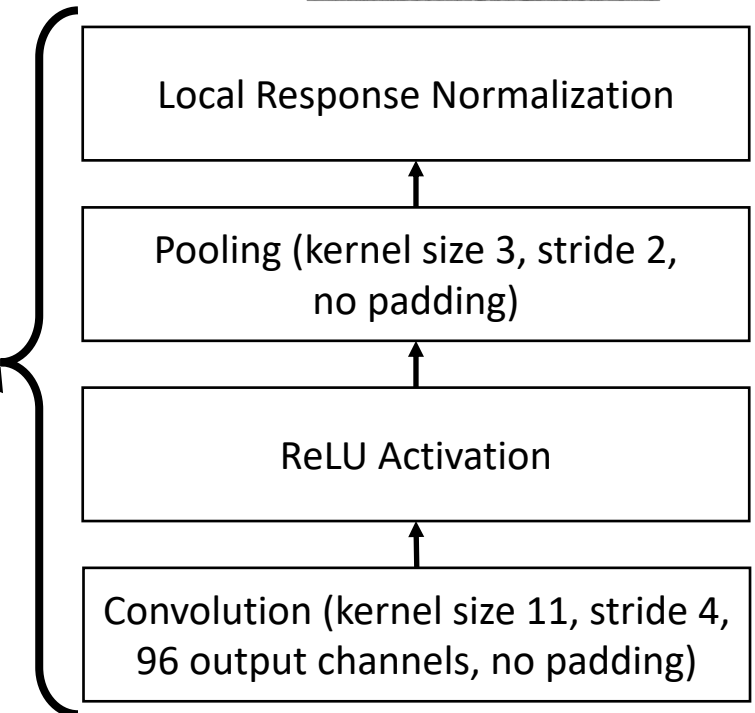 Local Response Normalization
Pooling (kernel size 3, stride 2,
no padding)
ReLU Activation
Convolution (kernel size 11, stride 4,
96 output channels, no padding)